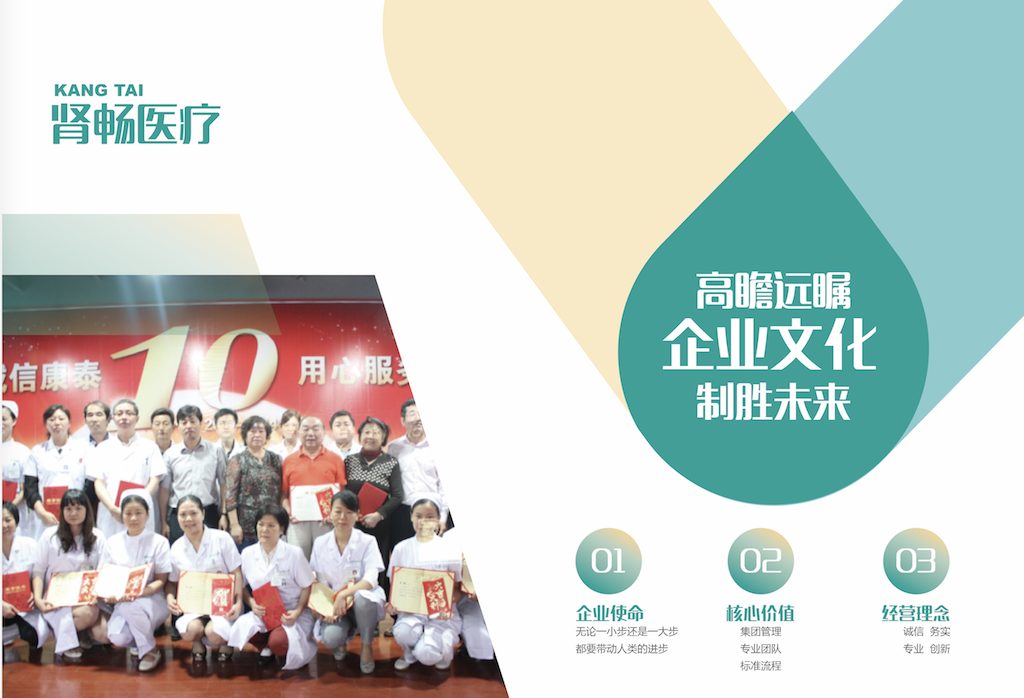 KANG TAI
肾畅医疗
诚信康泰
10
用心服务
高瞻远瞩
企业文化
制胜未来
01
企业使命
无论一小步还是一大步
都要带动人类的进步
02
核心价值
集团管理
专业团队
标准流程
03
经营理念
诚信 务实
专业 创新